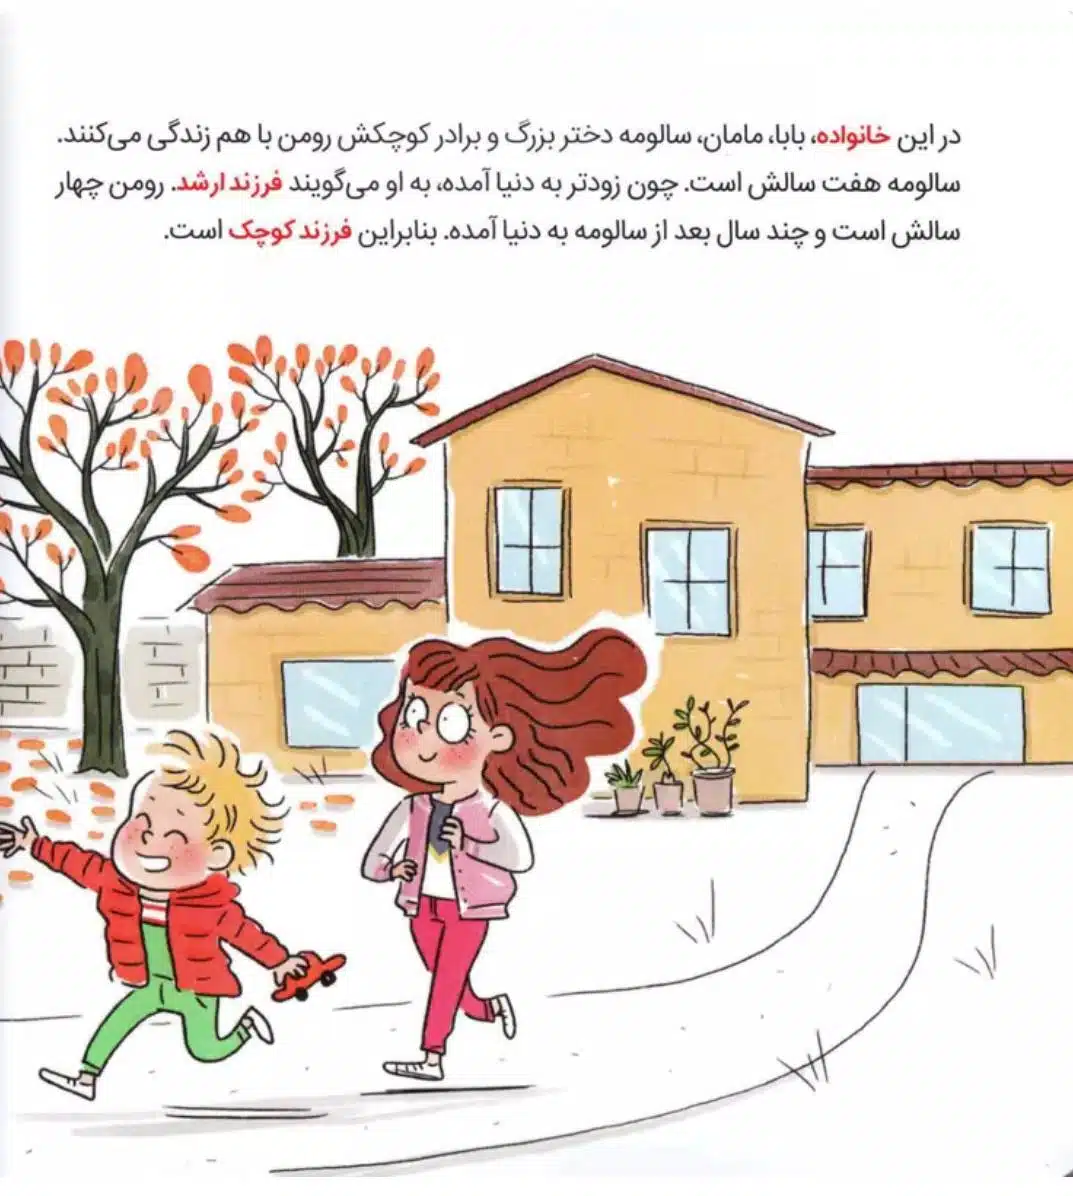 در این خانواده، بابا، مامان، سالومه دختر بزرگ و برادر کوچکش رومن با هم زندگی می‌کنند.
سالومه هفت سالش است. چون زودتر به دنیا آمده، به او می‌گویند فرزند ارشد. رومن چهار
سالش است و چند سال بعد از سالومه به دنیا آمده. بنابراین فرزند کوچک است.